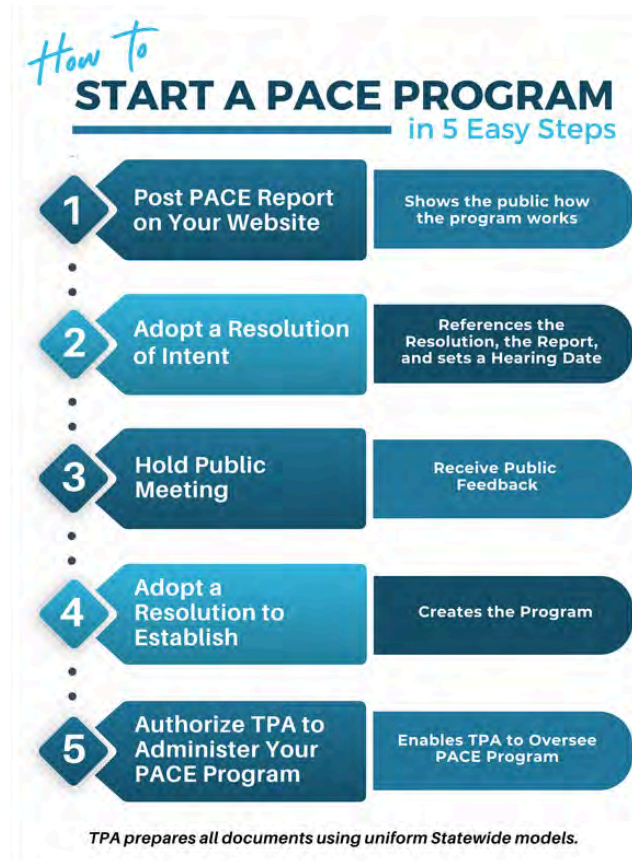 How To
START A PACE PROGRAM
in 5 Easy Steps
1
Post PACE Report
on Your Website
Shows the public how
the program works
2
Adopt a Resolution
of Intent
References the
Resolution, the Report,
and sets a Hearing Date
3
Hold Public
Meeting
Receive Public
Feedback
4
Adopt a
Resolution to
Establish
Creates the Program
5
Authorize TPA to
Administer Your
PACE Program
Enables TPA to Oversee
PACE Program
TPA prepares all documents using uniform Statewide models.